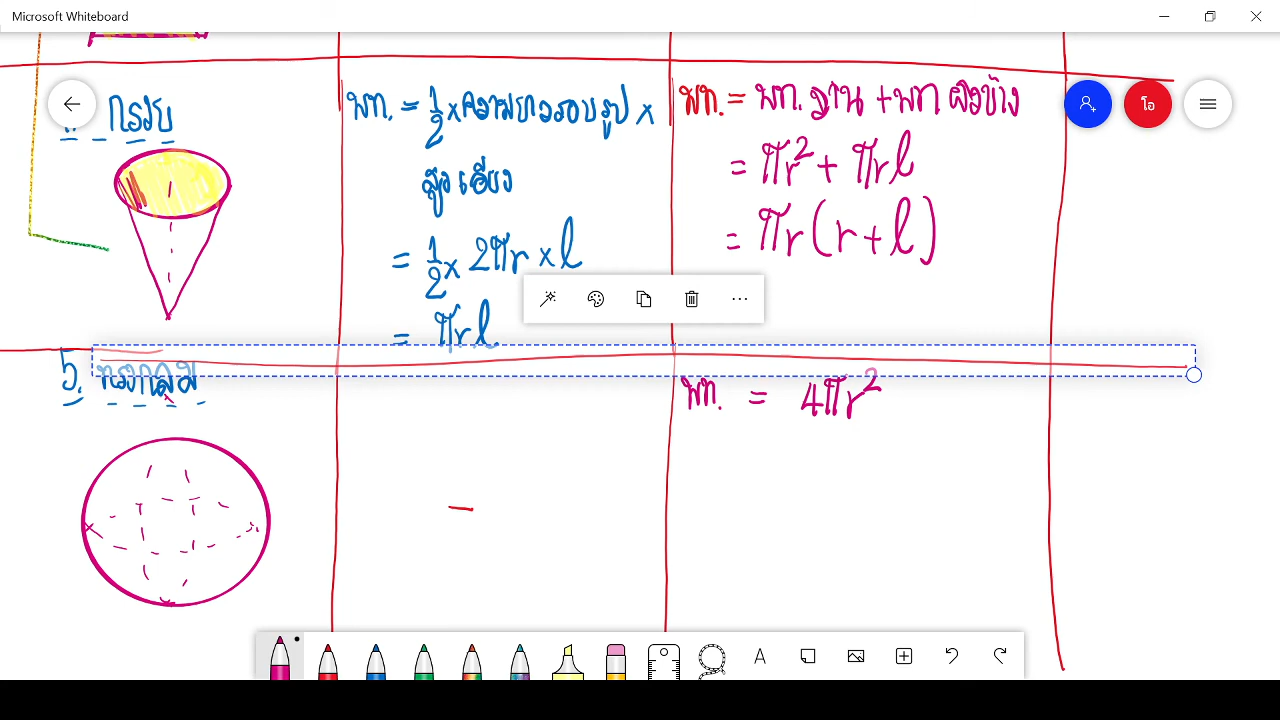 Microsoft Whiteboard
กรวย
พท. = 1/2 × ความยาวรอบรูป ×
สูงเอียง
= 1/2 × 2πr × l
= πrl
พท. = พท. ฐาน + พท ผิวข้าง
= πr² + πrl
= πr(r + l)
โอ
5. ทรงกลม
–
พท. = 4πr²
A